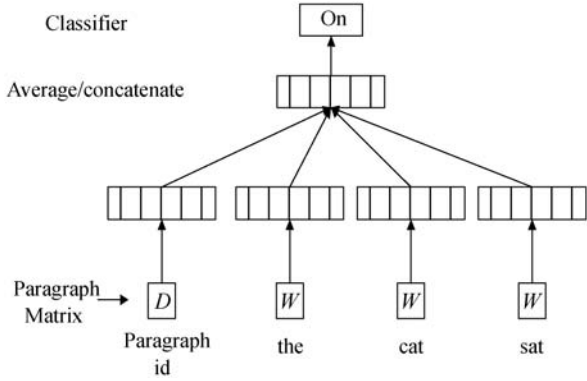 Classifier
On
Average/concatenate
Paragraph
Matrix
D
W
W
W
Paragraph
id
the
cat
sat